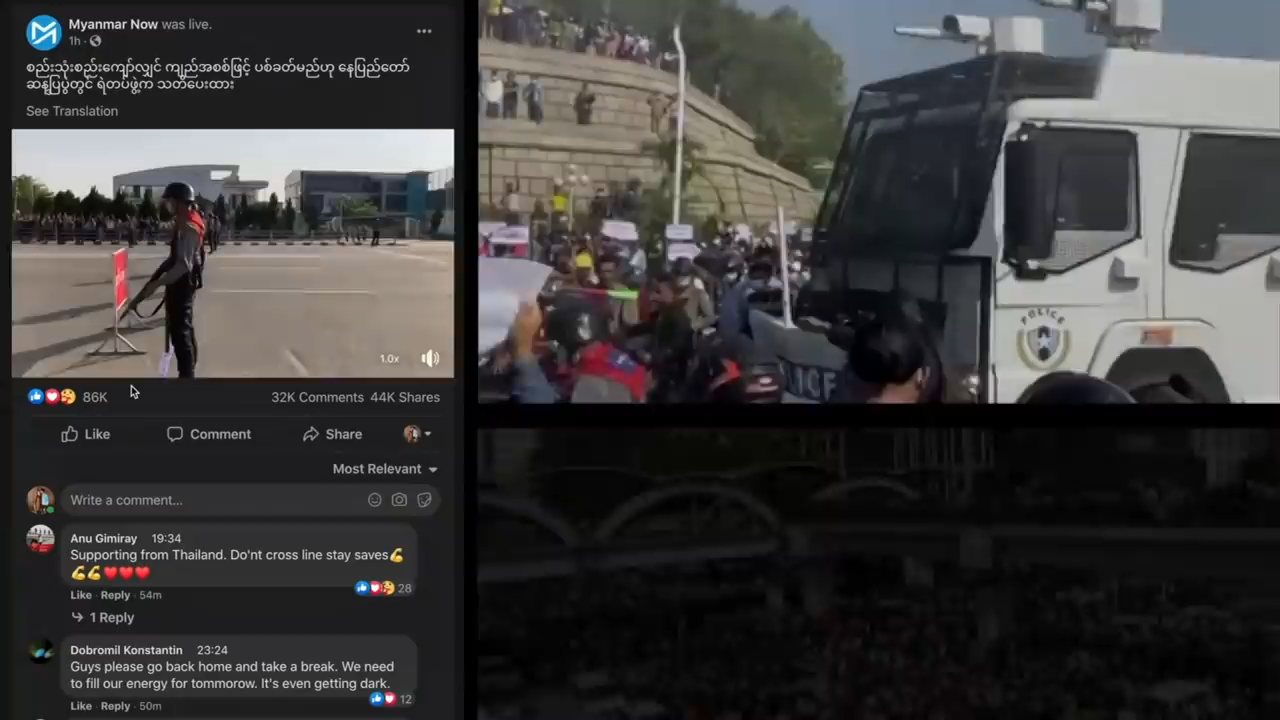 Myanmar Now was live.
1h
စည်းသုံးစည်းကျော်လျှင် ကျည်အစစ်ဖြင့် ပစ်ခတ်မည်ဟု နေပြည်တော်
ဆန္ဒပြပွဲတွင် ရဲတပ်ဖွဲ့က သတိပေးထား
See Translation
1.0x
86K
32K Comments 44K Shares
Like
Comment
Share
Most Relevant
Write a comment...
Anu Gimiray 19:34
Supporting from Thailand. Do'nt cross line stay saves💪
💪💪❤️❤️❤️
28
Like · Reply · 54m
1 Reply
Dobromil Konstantin 23:24
Guys please go back home and take a break. We need
to fill our energy for tommorow. It's even getting dark.
12
Like · Reply · 50m
POLICE